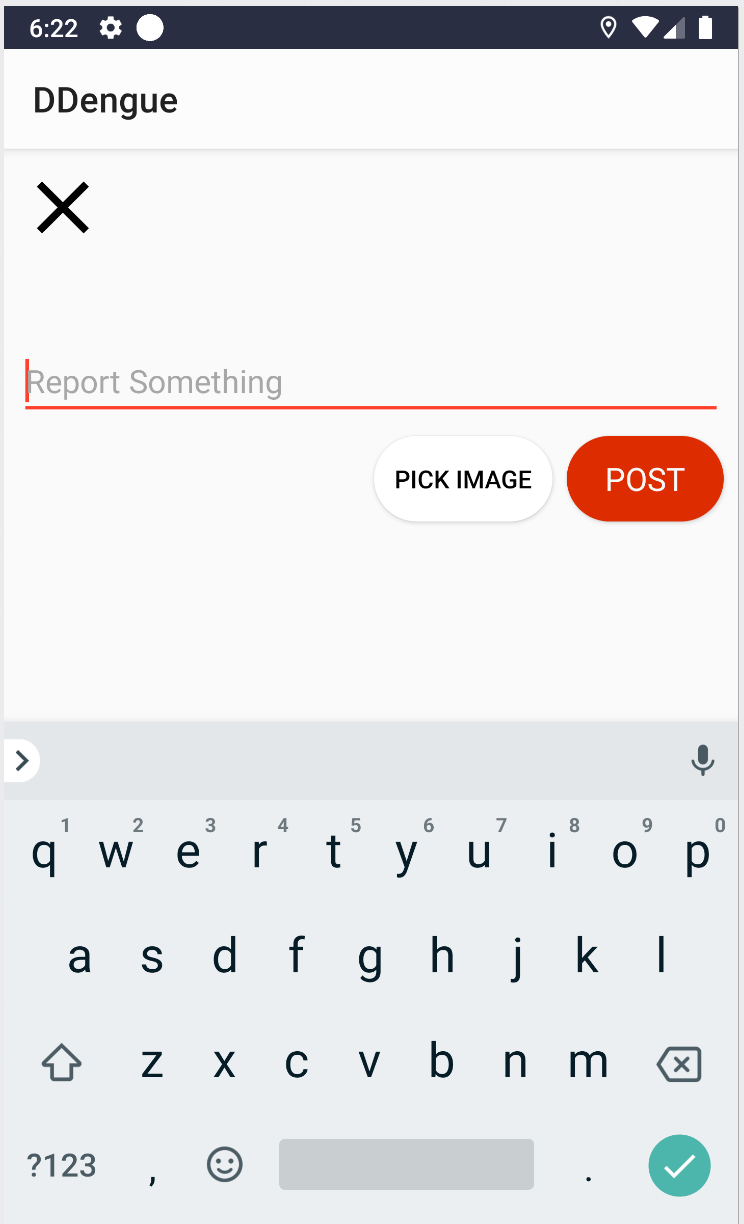 6:22
DDengue
Report Something
PICK IMAGE POST
1 2 3 4 5 6 7 8 9 0
q w e r t y u i o p
a s d f g h j k l
z x c v b n m
?123 , .